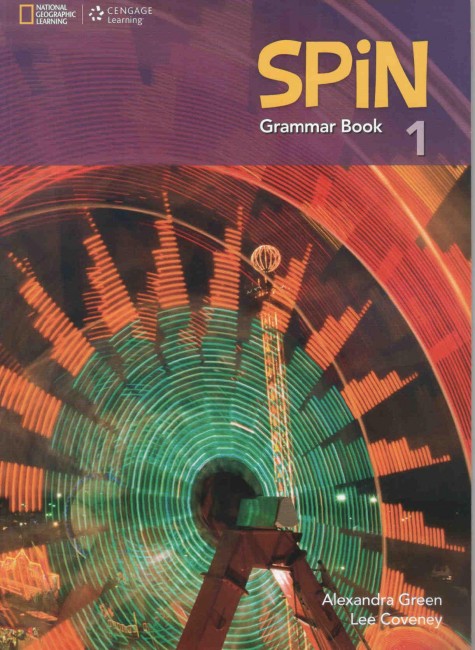 NATIONAL
GEOGRAPHIC
LEARNING
CENGAGE
Learning
SPiN
Grammar Book 1
Alexandra Green
Lee Coveney